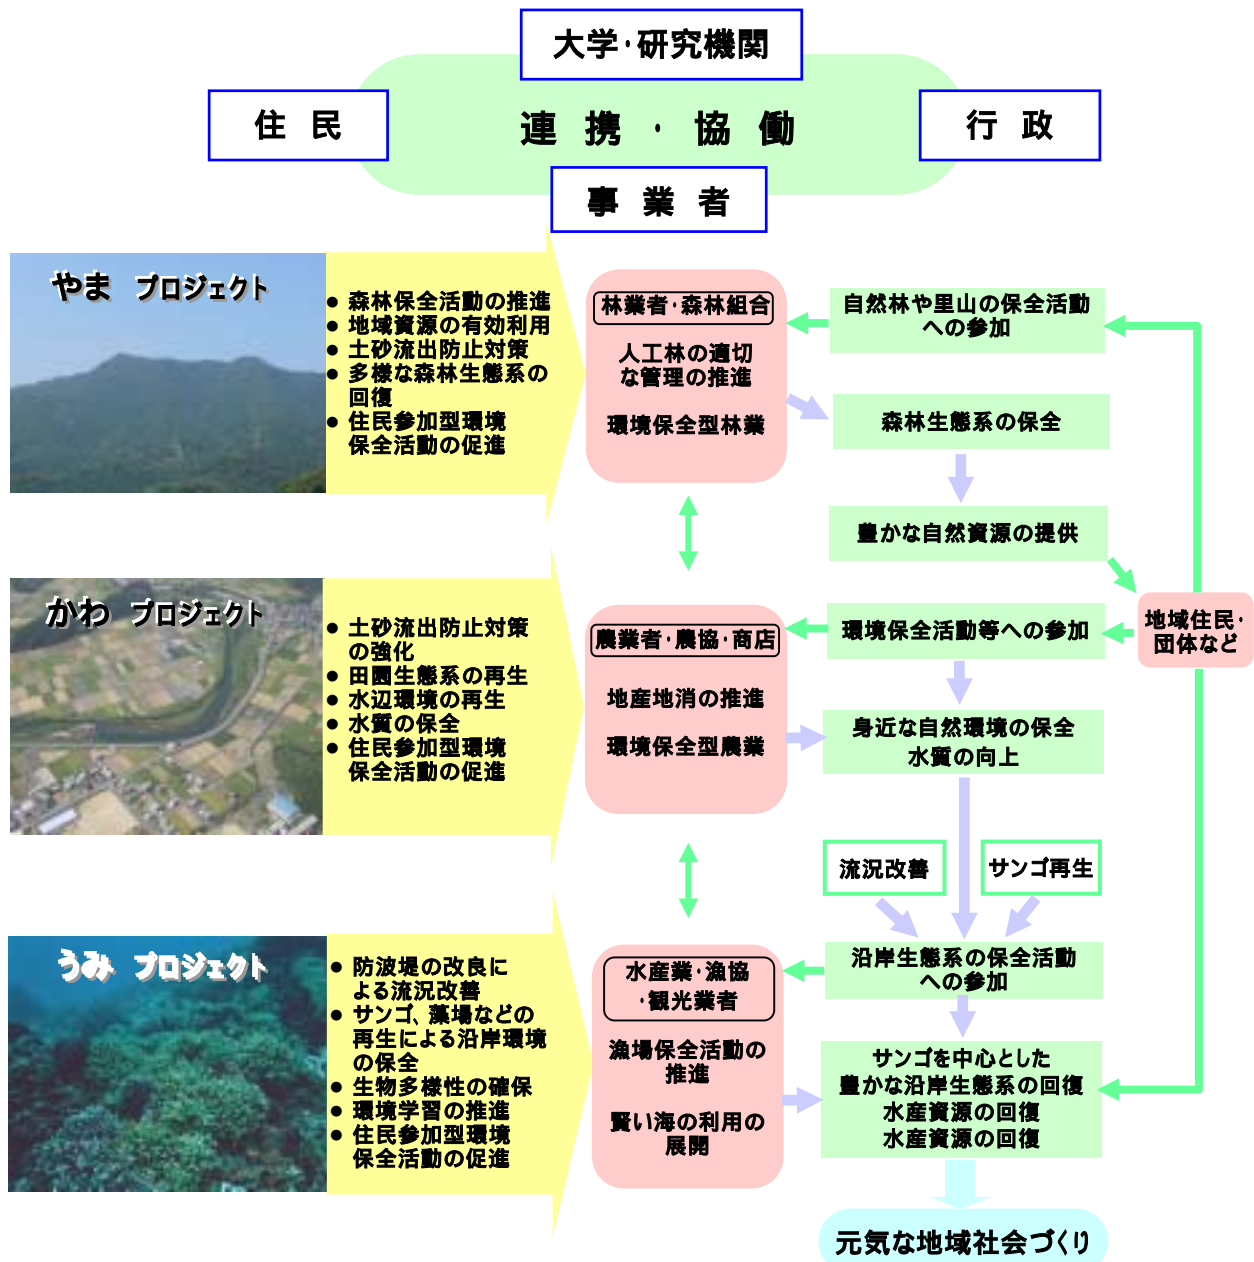 大学・研究機関
住 民
連 携 ・ 協 働
行 政
事 業 者
やま プロジェクト
● 森林保全活動の推進
● 地域資源の有効利用
● 土砂流出防止対策
● 多様な森林生態系の
回復
● 住民参加型環境
保全活動の促進
林業者・森林組合
人工林の適切
な管理の推進
環境保全型林業
自然林や里山の保全活動
への参加
森林生態系の保全
豊かな自然資源の提供
地域住民・
団体など
かわ プロジェクト
● 土砂流出防止対策
の強化
● 田園生態系の再生
● 水辺環境の再生
● 水質の保全
● 住民参加型環境
保全活動の促進
農業者・農協・商店
地産地消の推進
環境保全型農業
環境保全活動等への参加
身近な自然環境の保全
水質の向上
流況改善
サンゴ再生
うみ プロジェクト
● 防波堤の改良に
よる流況改善
● サンゴ、藻場などの
再生による沿岸環境
の保全
● 生物多様性の確保
● 環境学習の推進
● 住民参加型環境
保全活動の促進
水産業・漁協
・観光業者
漁場保全活動の
推進
賢い海の利用の
展開
沿岸生態系の保全活動
への参加
サンゴを中心とした
豊かな沿岸生態系の回復
水産資源の回復
水産資源の回復
元気な地域社会づくり